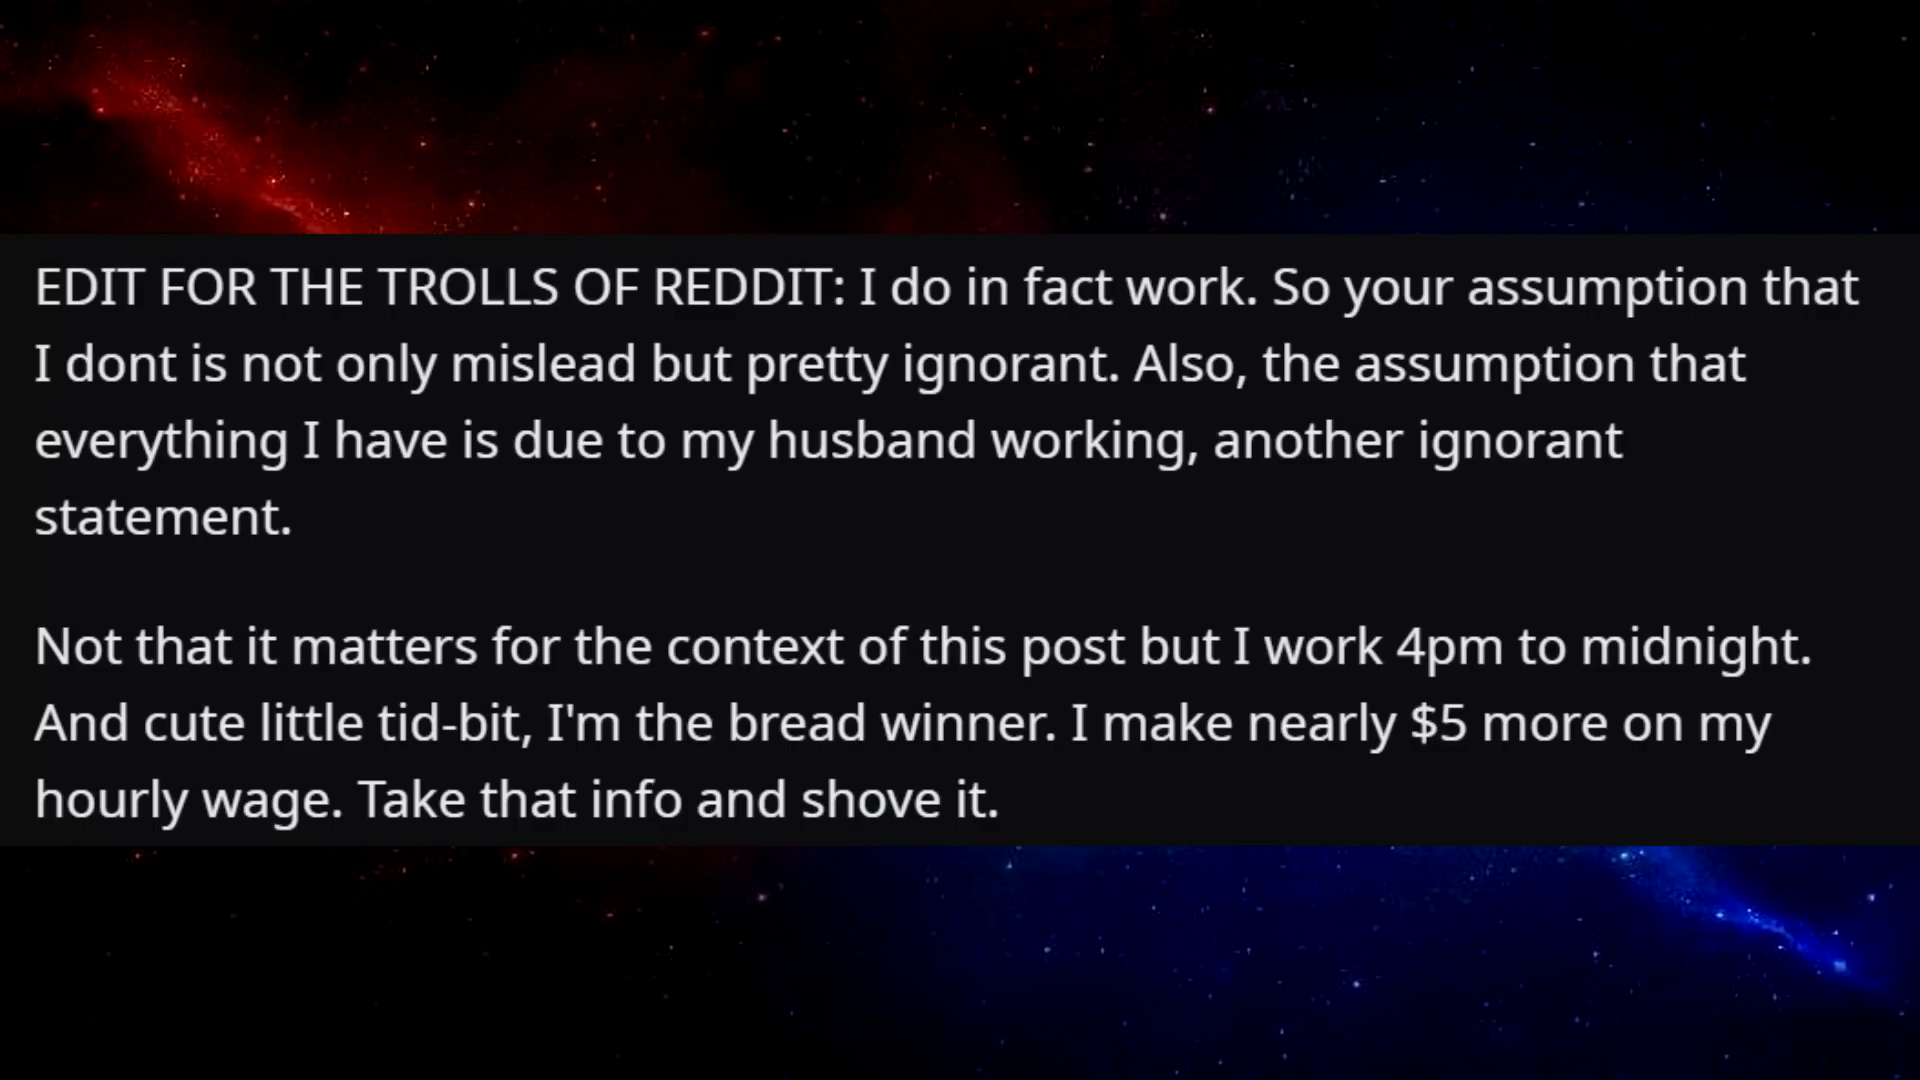 EDIT FOR THE TROLLS OF REDDIT: I do in fact work. So your assumption that
I dont is not only mislead but pretty ignorant. Also, the assumption that
everything I have is due to my husband working, another ignorant
statement.
Not that it matters for the context of this post but I work 4pm to midnight.
And cute little tid-bit, I'm the bread winner. I make nearly $5 more on my
hourly wage. Take that info and shove it.